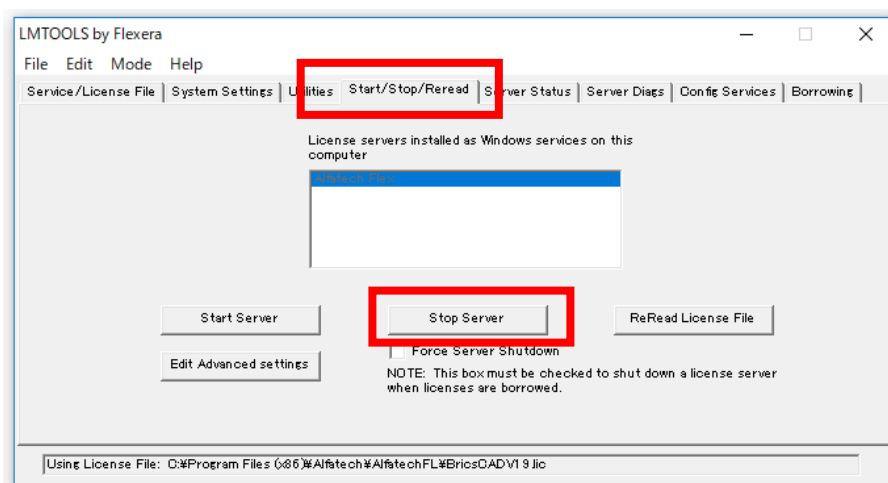 LMTOOLS by Flexera
File Edit Mode Help
Service/License File System Settings Utilities Start/Stop/Reread Server Status Server Diags Config Services Borrowing
License servers installed as Windows services on this
computer
Alfatech Flex
Start Server Stop Server ReRead License File
Force Server Shutdown
Edit Advanced settings
NOTE: This box must be checked to shut down a license server
when licenses are borrowed.
Using License File: C:¥Program Files (x86)¥Alfatech¥AlfatechFL¥BricsCADV19.lic